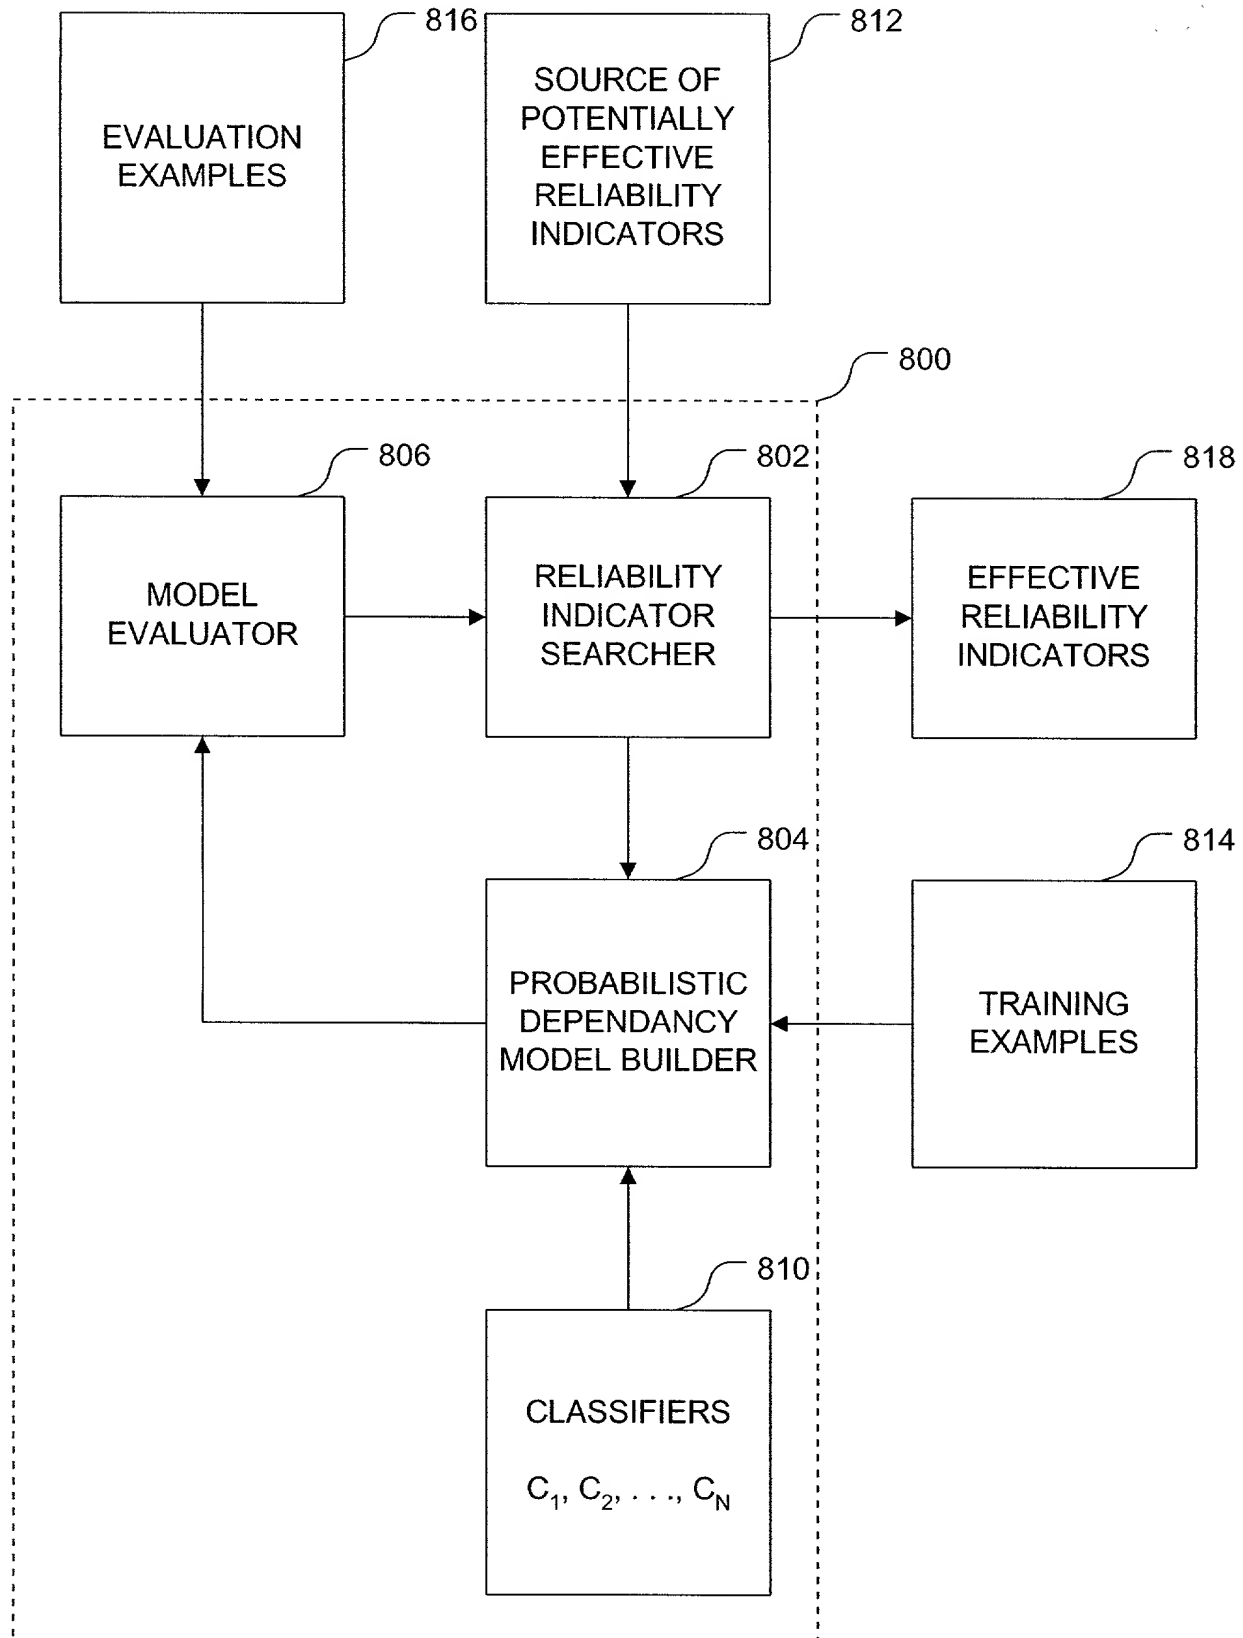 816
812
EVALUATION
EXAMPLES
SOURCE OF
POTENTIALLY
EFFECTIVE
RELIABILITY
INDICATORS
800
806
802
818
MODEL
EVALUATOR
RELIABILITY
INDICATOR
SEARCHER
EFFECTIVE
RELIABILITY
INDICATORS
804
814
PROBABILISTIC
DEPENDANCY
MODEL BUILDER
TRAINING
EXAMPLES
810
CLASSIFIERS
C₁, C₂, . . ., C_N